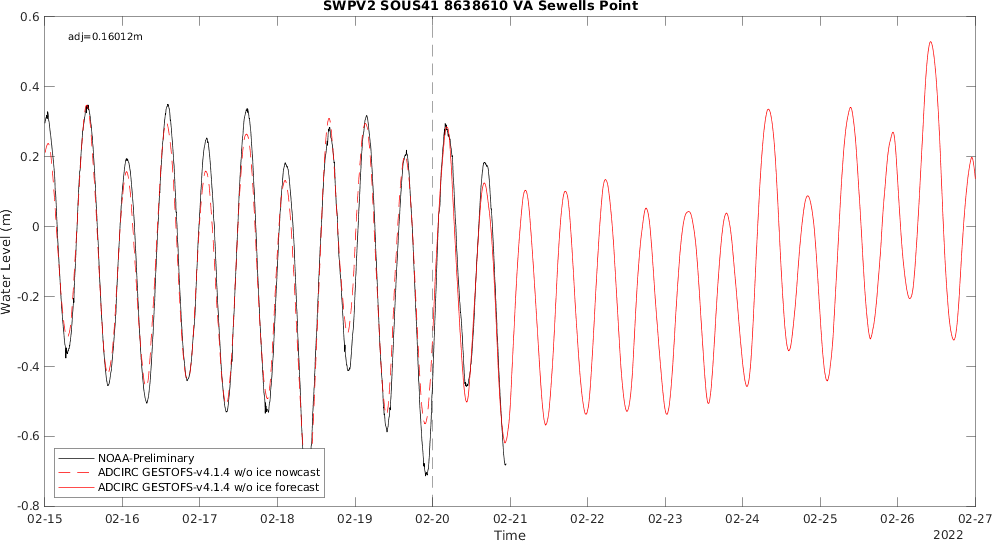 SWPV2 SOUS41 8638610 VA Sewells Point
adj=0.16012m
0.6
0.4
0.2
0
-0.2
-0.4
-0.6
-0.8
Water Level (m)
NOAA-Preliminary
ADCIRC GESTOFS-v4.1.4 w/o ice nowcast
ADCIRC GESTOFS-v4.1.4 w/o ice forecast
02-15 02-16 02-17 02-18 02-19 02-20 02-21 02-22 02-23 02-24 02-25 02-26 02-27
Time
2022